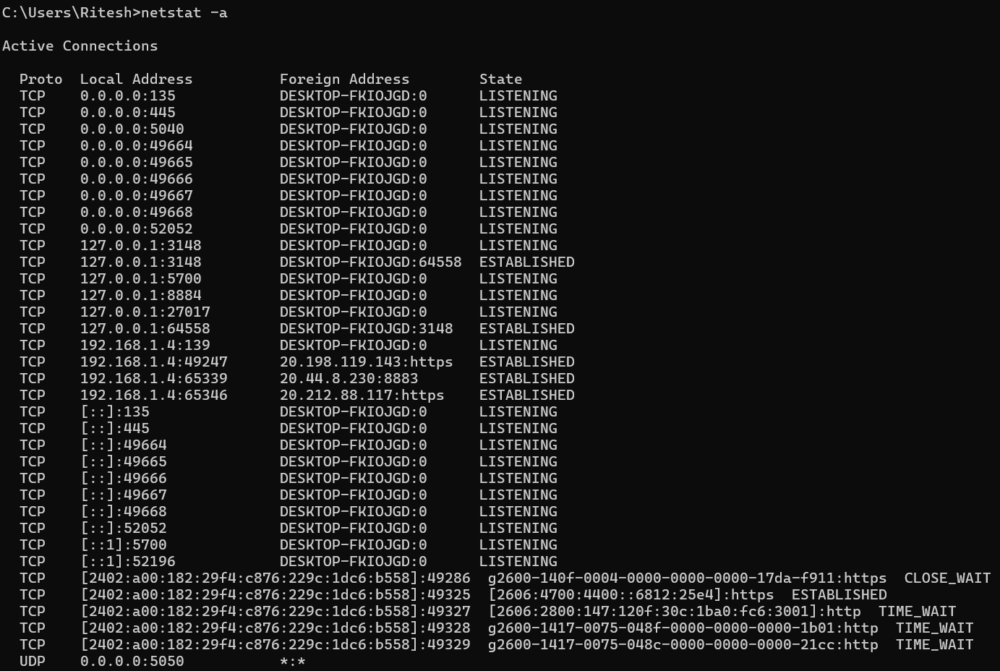 C:\Users\Ritesh>netstat -a
Active Connections
Proto  Local Address          Foreign Address        State
TCP    0.0.0.0:135            DESKTOP-FKIOJGD:0      LISTENING
TCP    0.0.0.0:445            DESKTOP-FKIOJGD:0      LISTENING
TCP    0.0.0.0:5040           DESKTOP-FKIOJGD:0      LISTENING
TCP    0.0.0.0:49664          DESKTOP-FKIOJGD:0      LISTENING
TCP    0.0.0.0:49665          DESKTOP-FKIOJGD:0      LISTENING
TCP    0.0.0.0:49666          DESKTOP-FKIOJGD:0      LISTENING
TCP    0.0.0.0:49667          DESKTOP-FKIOJGD:0      LISTENING
TCP    0.0.0.0:49668          DESKTOP-FKIOJGD:0      LISTENING
TCP    0.0.0.0:52052          DESKTOP-FKIOJGD:0      LISTENING
TCP    127.0.0.1:3148         DESKTOP-FKIOJGD:0      LISTENING
TCP    127.0.0.1:3148         DESKTOP-FKIOJGD:64558  ESTABLISHED
TCP    127.0.0.1:5700         DESKTOP-FKIOJGD:0      LISTENING
TCP    127.0.0.1:8884         DESKTOP-FKIOJGD:0      LISTENING
TCP    127.0.0.1:27017        DESKTOP-FKIOJGD:0      LISTENING
TCP    127.0.0.1:64558        DESKTOP-FKIOJGD:3148   ESTABLISHED
TCP    192.168.1.4:139        DESKTOP-FKIOJGD:0      LISTENING
TCP    192.168.1.4:49247      20.198.119.143:https   ESTABLISHED
TCP    192.168.1.4:65339      20.44.8.230:8883       ESTABLISHED
TCP    192.168.1.4:65346      20.212.88.117:https    ESTABLISHED
TCP    [::]:135               DESKTOP-FKIOJGD:0      LISTENING
TCP    [::]:445               DESKTOP-FKIOJGD:0      LISTENING
TCP    [::]:49664             DESKTOP-FKIOJGD:0      LISTENING
TCP    [::]:49665             DESKTOP-FKIOJGD:0      LISTENING
TCP    [::]:49666             DESKTOP-FKIOJGD:0      LISTENING
TCP    [::]:49667             DESKTOP-FKIOJGD:0      LISTENING
TCP    [::]:49668             DESKTOP-FKIOJGD:0      LISTENING
TCP    [::]:52052             DESKTOP-FKIOJGD:0      LISTENING
TCP    [::1]:5700             DESKTOP-FKIOJGD:0      LISTENING
TCP    [::1]:52196            DESKTOP-FKIOJGD:0      LISTENING
TCP    [2402:a00:182:29f4:c876:229c:1dc6:b558]:49286  g2600-140f-0004-0000-0000-0000-17da-f911:https  CLOSE_WAIT
TCP    [2402:a00:182:29f4:c876:229c:1dc6:b558]:49325  [2606:4700:4400::6812:25e4]:https  ESTABLISHED
TCP    [2402:a00:182:29f4:c876:229c:1dc6:b558]:49327  [2606:2800:147:120f:30c:1ba0:fc6:3001]:http  TIME_WAIT
TCP    [2402:a00:182:29f4:c876:229c:1dc6:b558]:49328  g2600-1417-0075-048f-0000-0000-0000-1b01:http  TIME_WAIT
TCP    [2402:a00:182:29f4:c876:229c:1dc6:b558]:49329  g2600-1417-0075-048c-0000-0000-0000-21cc:http  TIME_WAIT
UDP    0.0.0.0:5050           *:*